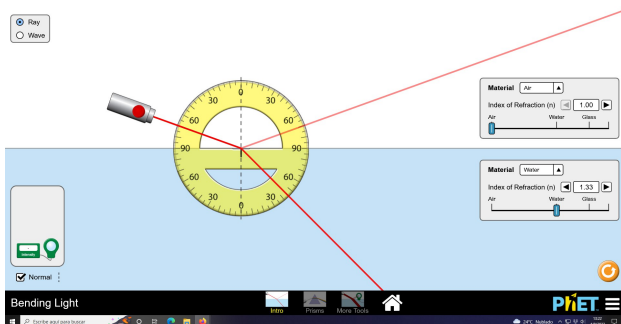 Ray
Wave
Material Air
Index of Refraction (n) 1.00
Air Water Glass
Material Water
Index of Refraction (n) 1.33
Air Water Glass
30 0 30
60 60
90 90
60 60
30 0 30
Normal
Bending Light
Intro Prisms More Tools
PhET
Escribe aquí para buscar
24°C Nublado